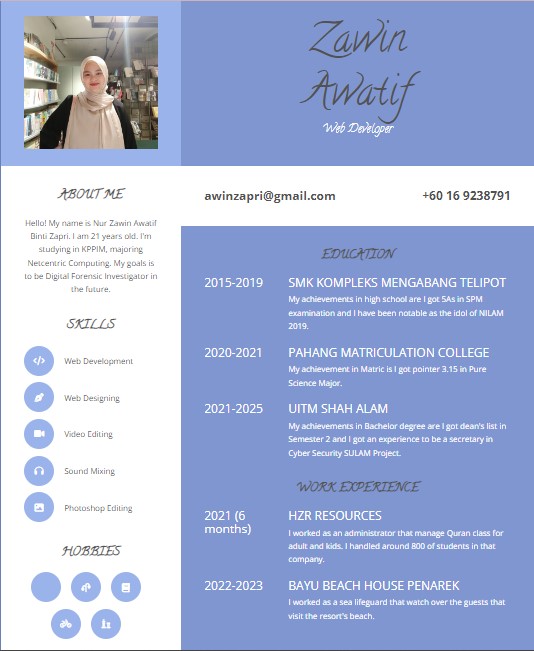 Zawin
Awatif
Web Developer
ABOUT ME
Hello! My name is Nur Zawin Awatif
Binti Zapri. I am 21 years old. I'm
studying in KPPIM, majoring
Netcentric Computing. My goals is
to be Digital Forensic Investigator in
the future.
SKILLS
Web Development
Web Designing
Video Editing
Sound Mixing
Photoshop Editing
HOBBIES
awinzapri@gmail.com
+60 16 9238791
EDUCATION
2015-2019
SMK KOMPLEKS MENGABANG TELIPOT
My achievements in high school are I got 5As in SPM
examination and I have been notable as the idol of NILAM
2019.
2020-2021
PAHANG MATRICULATION COLLEGE
My achievement in Matric is I got pointer 3.15 in Pure
Science Major.
2021-2025
UITM SHAH ALAM
My achievements in Bachelor degree are I got dean's list in
Semester 2 and I got an experience to be a secretary in
Cyber Security SULAM Project.
WORK EXPERIENCE
2021 (6
months)
HZR RESOURCES
I worked as an administrator that manage Quran class for
adult and kids. I handled around 800 of students in that
company.
2022-2023
BAYU BEACH HOUSE PENAREK
I worked as a sea lifeguard that watch over the guests that
visit the resort's beach.